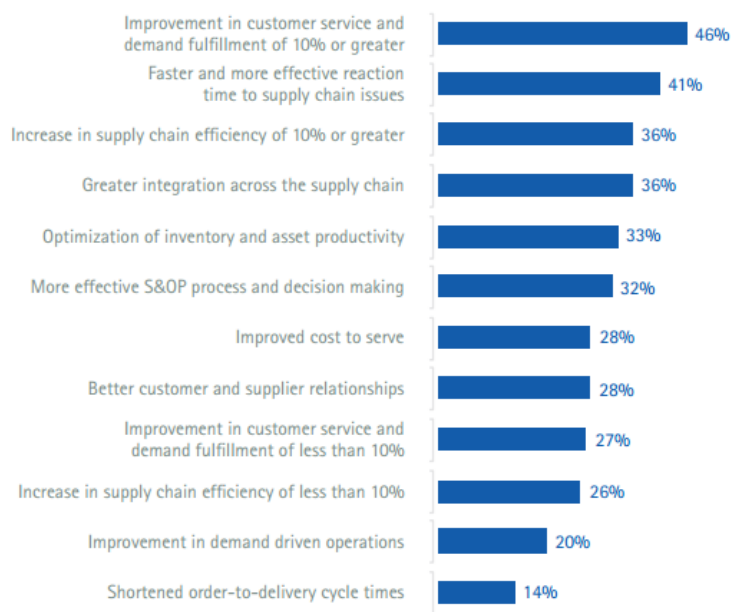 Improvement in customer service and
demand fulfillment of 10% or greater
46%
Faster and more effective reaction
time to supply chain issues
41%
Increase in supply chain efficiency of 10% or greater
36%
Greater integration across the supply chain
36%
Optimization of inventory and asset productivity
33%
More effective S&OP process and decision making
32%
Improved cost to serve
28%
Better customer and supplier relationships
28%
Improvement in customer service and
demand fulfillment of less than 10%
27%
Increase in supply chain efficiency of less than 10%
26%
Improvement in demand driven operations
20%
Shortened order-to-delivery cycle times
14%